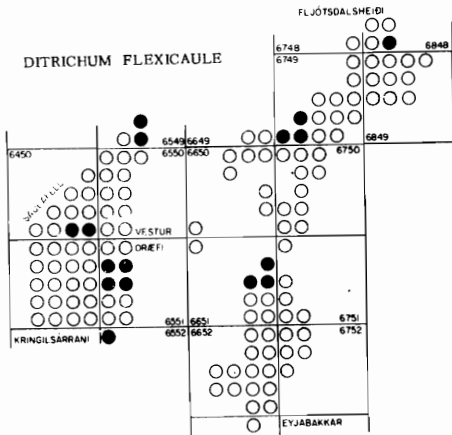 FLJÓTSDALSHEIÐI
6748 6848
6749
DITRICHUM FLEXICAULE
6549 6649 6849
6450 6550 6650 6750
VESTUR
ÖRÆFI
6551 6651 6751
KRINGILSÁRRANI 6552 6652 6752
EYJABAKKAR